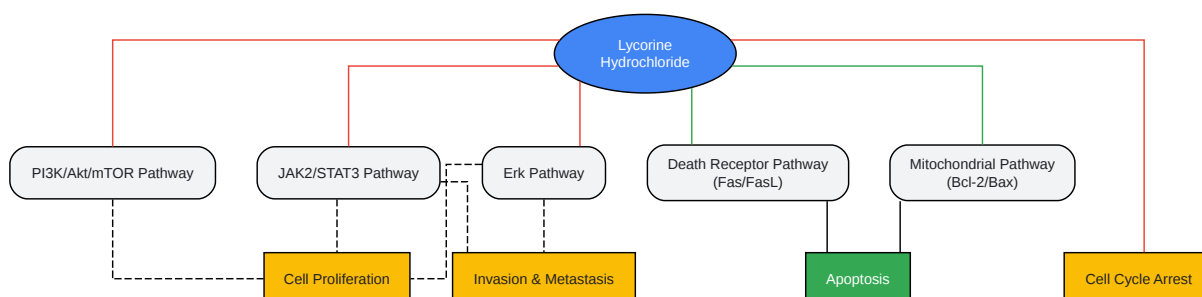 Lycorine
Hydrochloride
PI3K/Akt/mTOR Pathway
JAK2/STAT3 Pathway
Erk Pathway
Death Receptor Pathway
(Fas/FasL)
Mitochondrial Pathway
(Bcl-2/Bax)
Cell Proliferation
Invasion & Metastasis
Apoptosis
Cell Cycle Arrest